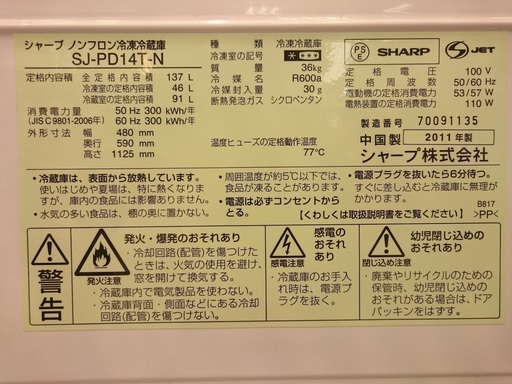 シャープ ノンフロン冷凍冷蔵庫
SJ-PD14T-N
定格内容積 全定格内容積 137 L
冷凍室の定格内容積 46 L
冷蔵室の定格内容積 91 L
消費電力量 50 Hz 300 kWh/年
(JIS C 9801-2006年) 60 Hz 300 kWh/年
外形寸法 幅 480 mm
奥行 590 mm
高さ 1125 mm
種類 冷凍冷蔵庫
冷凍室の記号
質量 36kg
冷媒 R600a
冷媒封入量 30 g
断熱発泡ガス シクロペンタン
温度ヒューズの定格動作温度
77℃
PS
E
SHARP
S JET
定格電圧 100 V
定格周波数 50/60 Hz
電動機の定格消費電力 53/57 W
電熱装置の定格消費電力 110 W
製造番号 70091135
中国製 2011年製
シャープ株式会社
・冷蔵庫は、表面から放熱しています。
使いはじめや夏場は、特に熱くなりますが、庫内の食品には影響ありません。
・水気の多い食品は、棚の奥に置かない。
・周囲温度が約5℃以下では、食品が凍ることがあります。
・電源は必ずコンセントからとる。
・電源プラグを抜いたら6分待つ。
すぐに差し込むと冷蔵庫に無理がかかります。
【くわしくは取扱説明書をご覧ください】
B817
>PP<
警告
発火注意
発火・爆発のおそれあり
・冷却回路(配管)を傷つけた
ときは、火気の使用を避け、
窓を開けて換気する。
・冷蔵庫内で電気製品を使わない。
・冷蔵庫背面・側面などにある冷却
回路(配管)を傷つけない。
感電注意
感電の
おそれあり
・冷蔵庫のお手入
れ時は、電源プ
ラグを抜く。
閉じ込め注意
幼児閉じ込め
のおそれあり
・廃棄やリサイクルのための
保管時、幼児閉じ込めの
おそれがある場合は、ドア
パッキンをはずす。